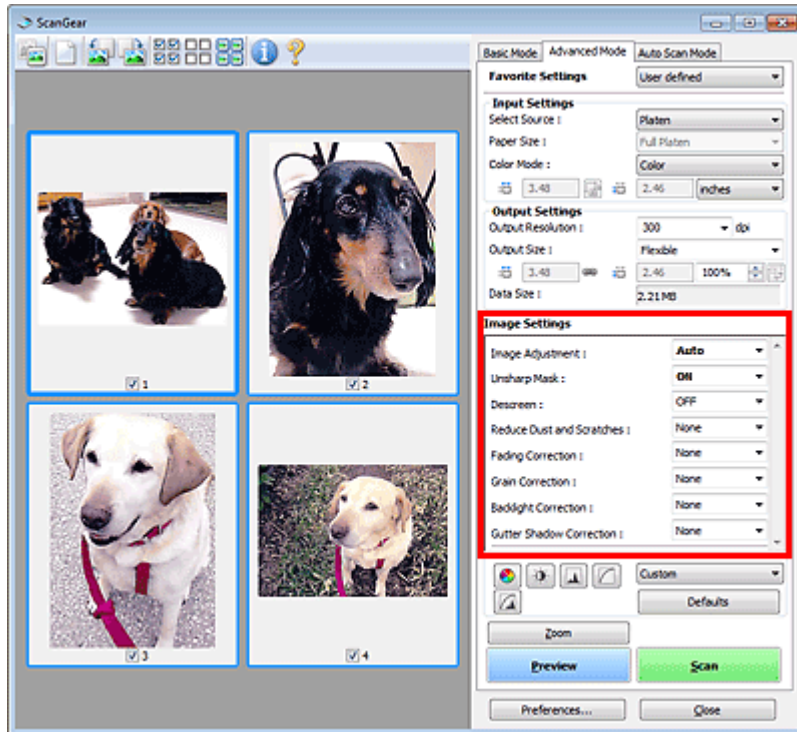 ScanGear
Basic Mode Advanced Mode Auto Scan Mode
Favorite Settings User defined
Input Settings
Select Source : Platen
Paper Size : Full Platen
Color Mode : Color
3.48 2.46 inches
Output Settings
Output Resolution : 300 dpi
Output Size : Flexible
3.48 2.46 100%
Data Size : 2.21MB
Image Settings
Image Adjustment : Auto
Unsharp Mask : ON
Descreen : OFF
Reduce Dust and Scratches : None
Fading Correction : None
Grain Correction : None
Backlight Correction : None
Gutter Shadow Correction : None
Custom
Defaults
Zoom
Preview Scan
Preferences... Close
1
2
3
4